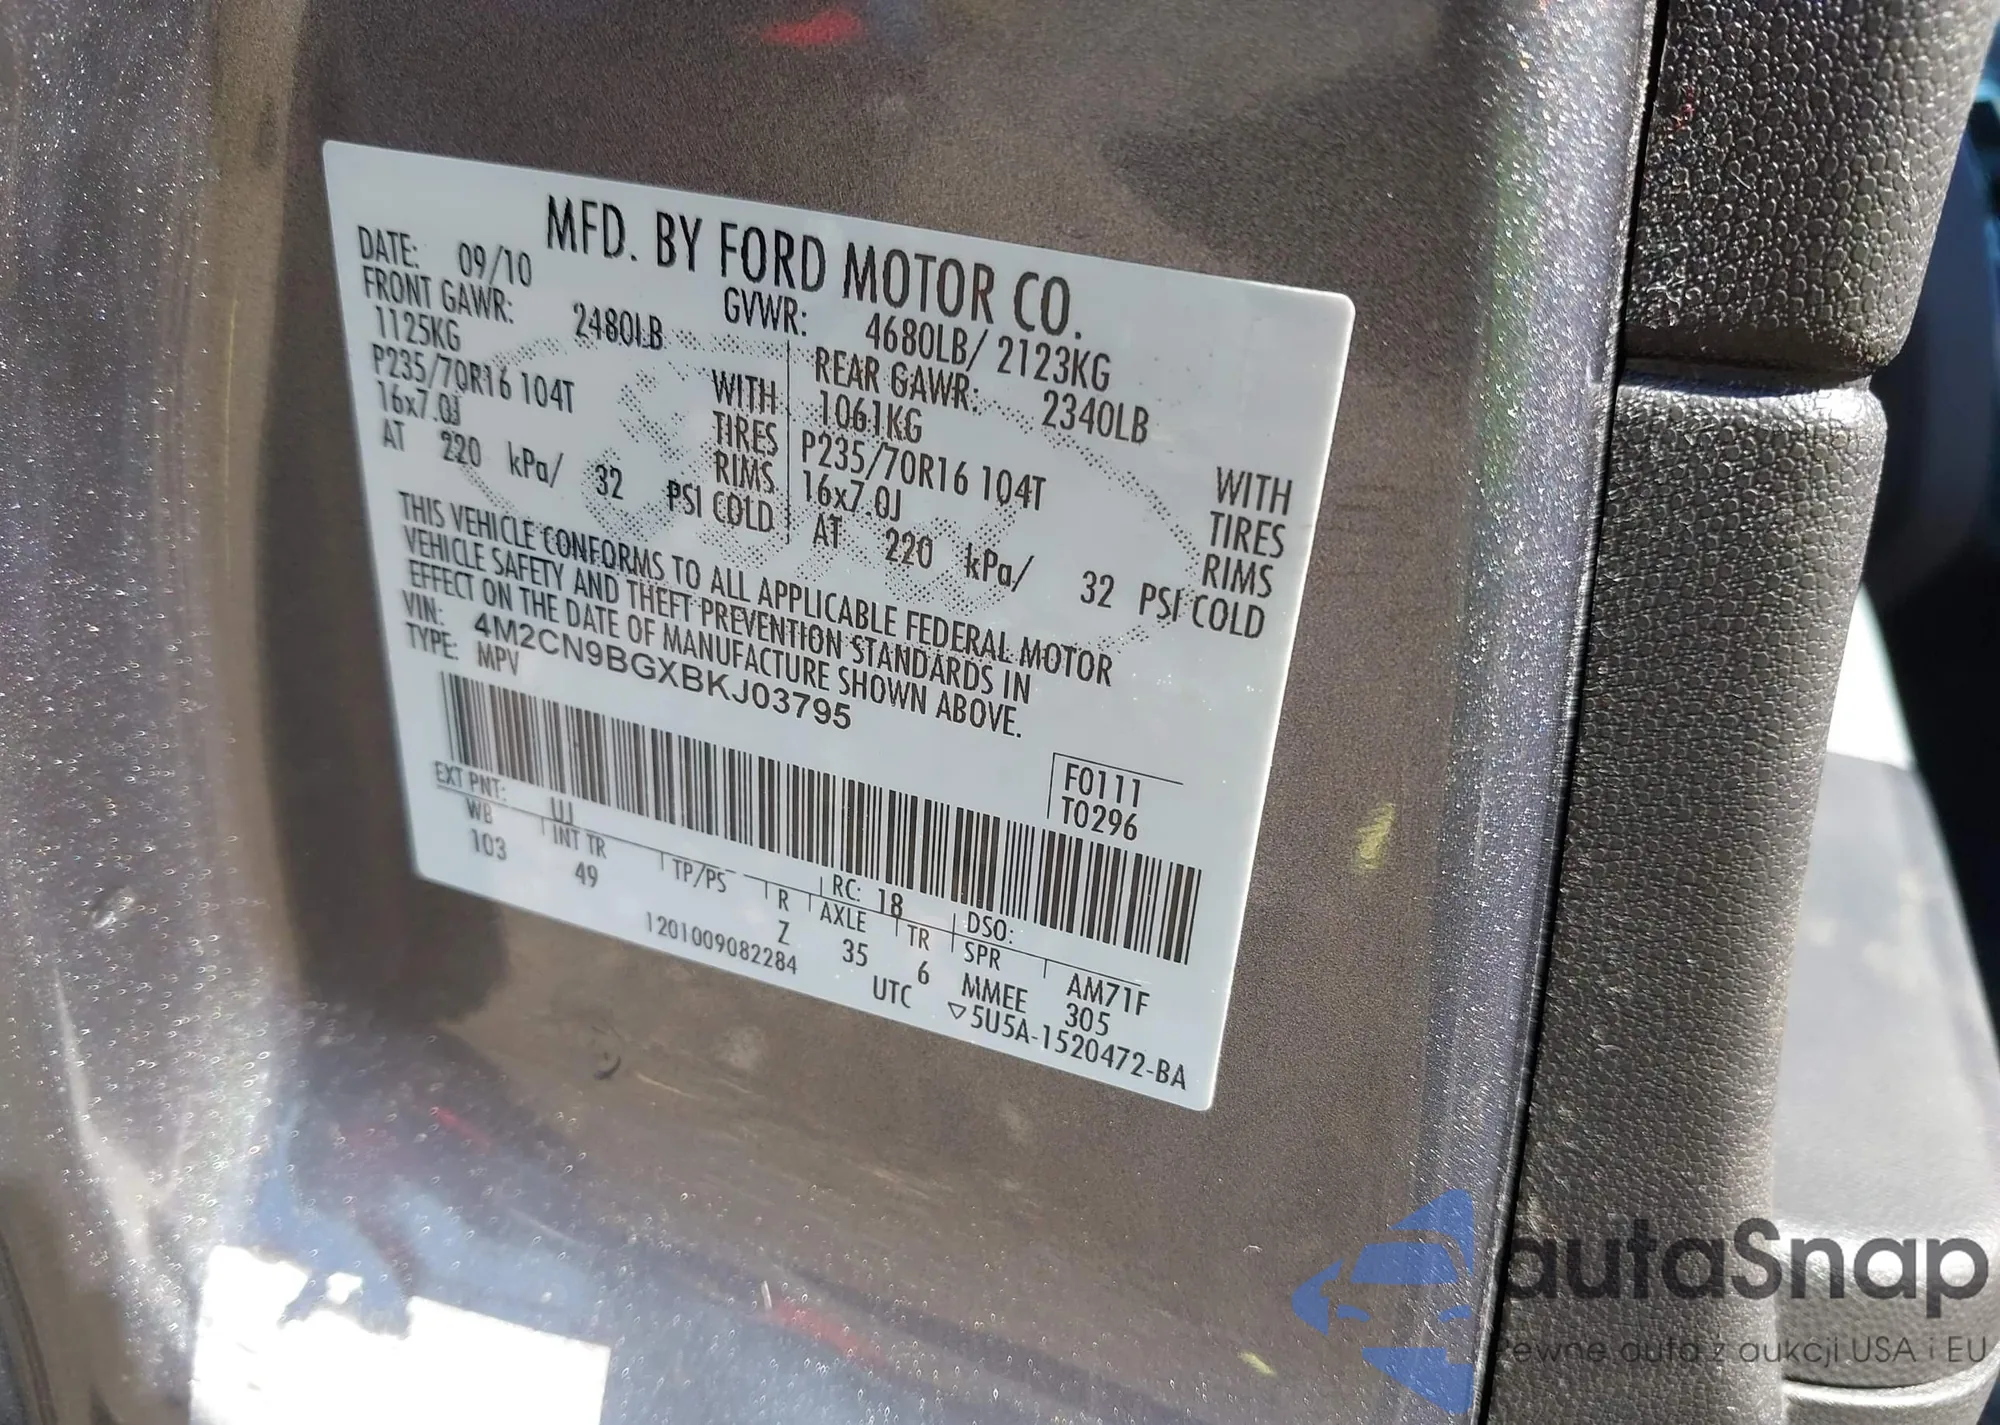 MFD. BY FORD MOTOR CO.
DATE: 09/10 GVWR: 4680LB/ 2123KG
FRONT GAWR: 2480LB REAR GAWR: 2340LB
1125KG WITH 1061KG WITH
P235/70R16 104T TIRES P235/70R16 104T TIRES
16x7.0J RIMS 16x7.0J RIMS
AT 220 kPa/ 32 PSI COLD AT 220 kPa/ 32 PSI COLD
THIS VEHICLE CONFORMS TO ALL APPLICABLE FEDERAL MOTOR
VEHICLE SAFETY AND THEFT PREVENTION STANDARDS IN
EFFECT ON THE DATE OF MANUFACTURE SHOWN ABOVE.
VIN: 4M2CN9BGXBKJ03795
TYPE: MPV
F0111
T0296
EXT PNT: UJ RC: 18 DSO:
WB INT TR TP/PS R AXLE TR SPR AM71F
103 49 Z 35 6 MMEE 305
1201009082284 UTC ▽5U5A-1520472-BA
autaSnap
Pewne auta z aukcji USA i EU